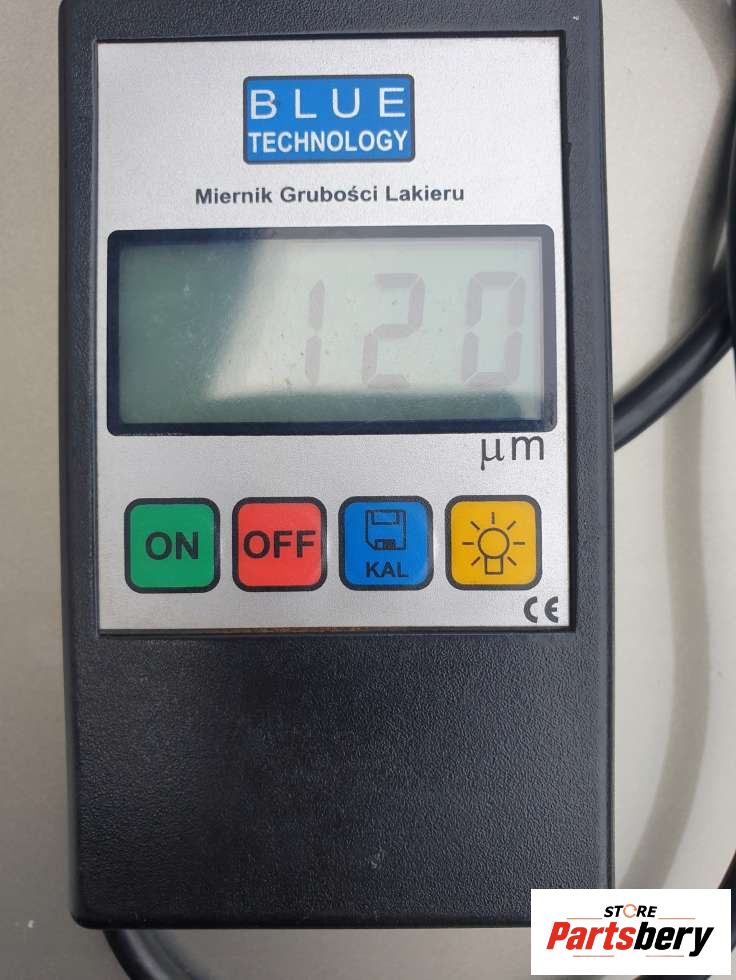 BLUE
TECHNOLOGY
Miernik Grubości Lakieru
120
µm
ON
OFF
KAL
CE
STORE
Partsbery